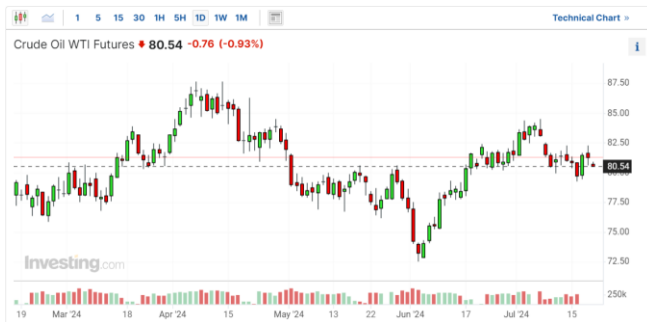 1 5 15 30 1H 5H 1D 1W 1M Technical Chart »
Crude Oil WTI Futures 80.54 -0.76 (-0.93%)
i
87.50
85.00
82.50
80.54
77.50
75.00
72.50
Investing.com
250k
19 Mar '24 18 Apr '24 15 May '24 13 22 Jun '24 17 Jul '24 15